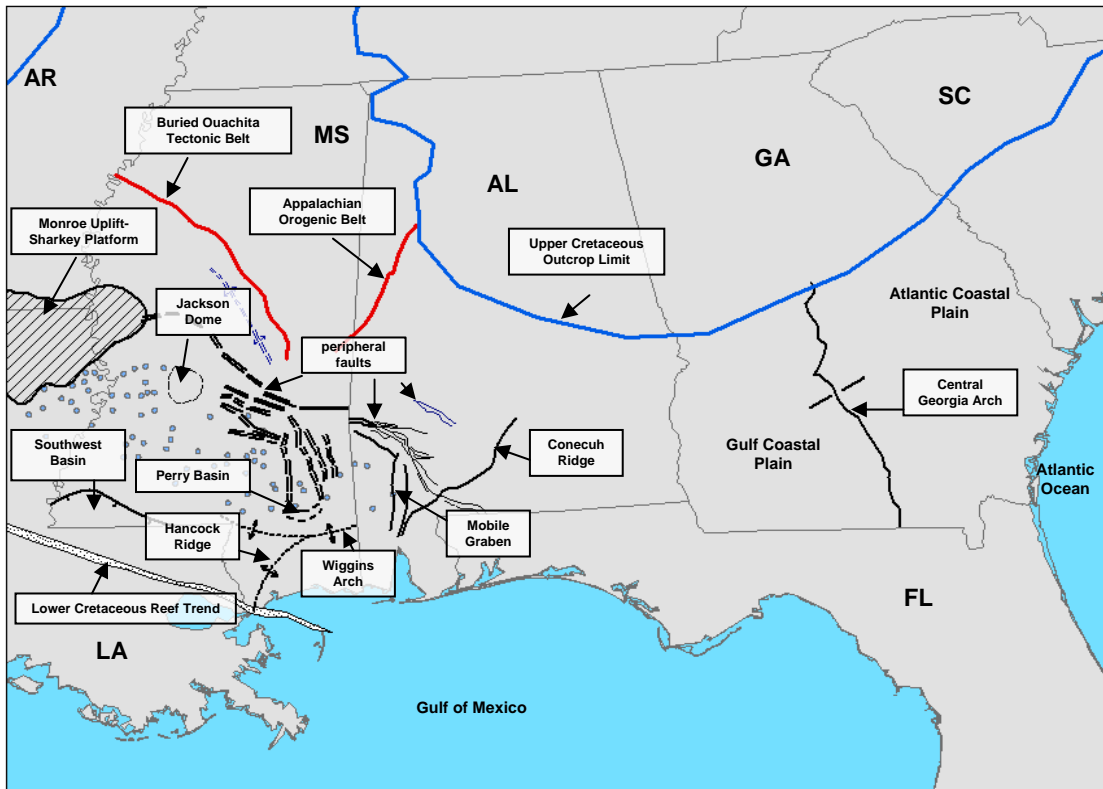 AR
SC
Buried Ouachita
Tectonic Belt
MS
GA
AL
Appalachian
Orogenic Belt
Monroe Uplift-
Sharkey Platform
Upper Cretaceous
Outcrop Limit
Jackson
Dome
Atlantic Coastal
Plain
peripheral
faults
Central
Georgia Arch
Southwest
Basin
Conecuh
Ridge
Gulf Coastal
Plain
Perry Basin
Atlantic
Ocean
Hancock
Ridge
Mobile
Graben
Wiggins
Arch
Lower Cretaceous Reef Trend
FL
LA
Gulf of Mexico